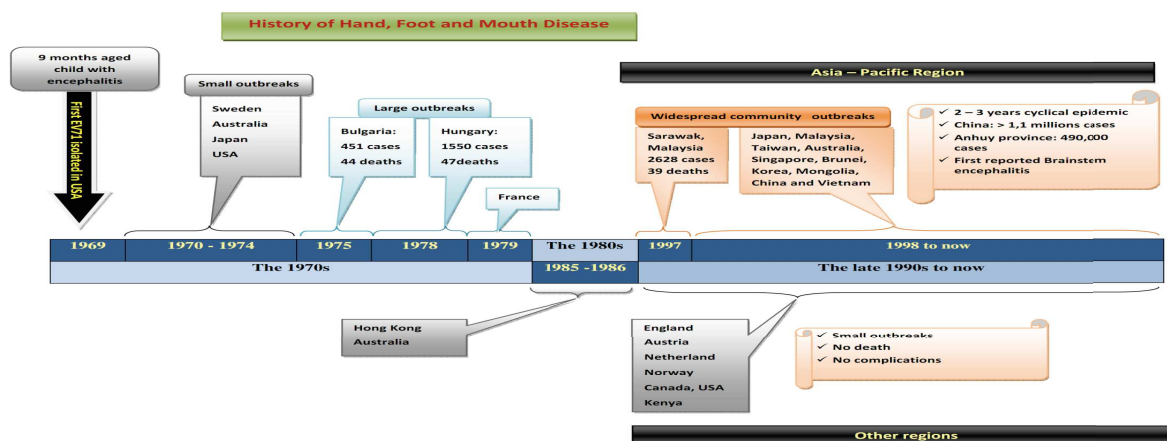 History of Hand, Foot and Mouth Disease
9 months aged
child with
encephalitis
First EV71 isolated in USA
Small outbreaks
Sweden
Australia
Japan
USA
Large outbreaks
Bulgaria:
451 cases
44 deaths
Hungary:
1550 cases
47deaths
France
Asia – Pacific Region
Widespread community outbreaks
Sarawak,
Malaysia
2628 cases
39 deaths
Japan, Malaysia,
Taiwan, Australia,
Singapore, Brunei,
Korea, Mongolia,
China and Vietnam
✓ 2 – 3 years cyclical epidemic
✓ China: > 1,1 millions cases
✓ Anhuy province: 490,000
cases
✓ First reported Brainstem
encephalitis
1969 1970 - 1974 1975 1978 1979 The 1980s 1997 1998 to now
The 1970s 1985 -1986 The late 1990s to now
Hong Kong
Australia
England
Austria
Netherland
Norway
Canada, USA
Kenya
✓ Small outbreaks
✓ No death
✓ No complications
Other regions